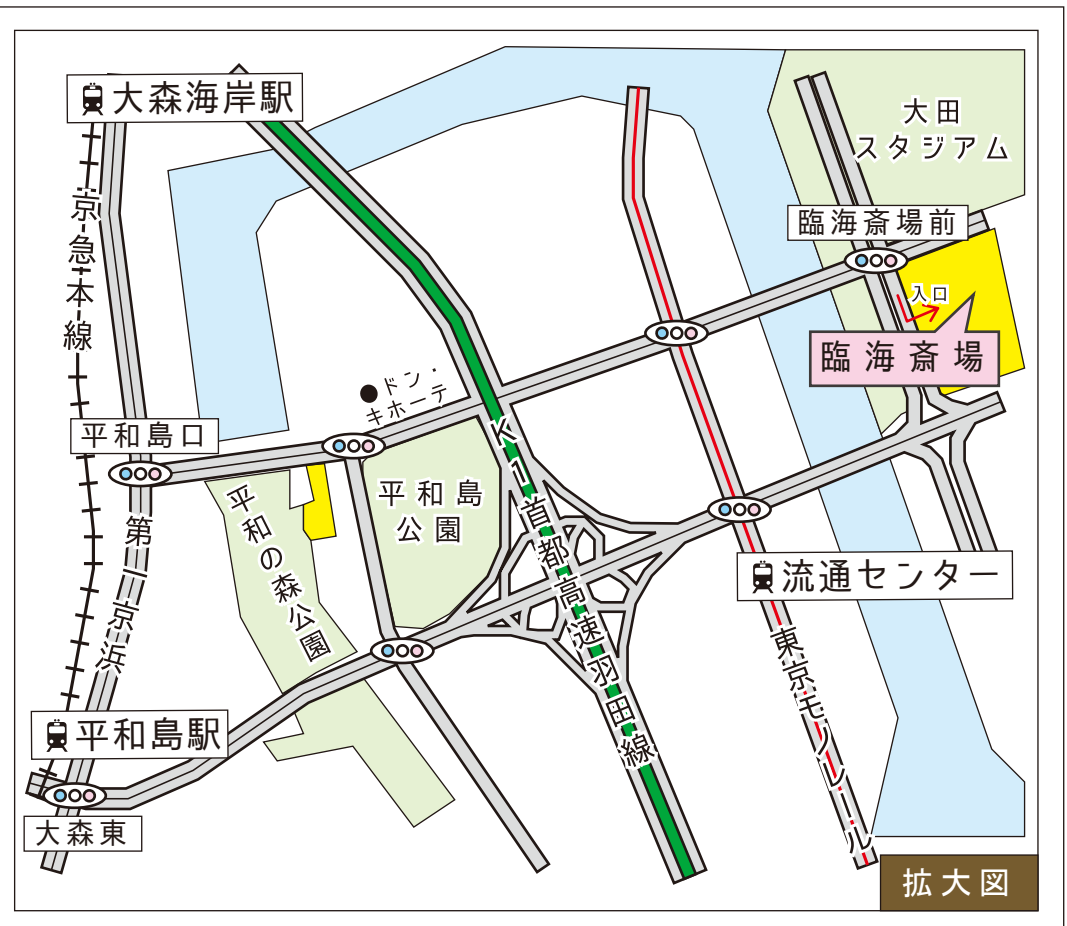 大森海岸駅
大田
スタジアム
臨海斎場前
入口
臨海斎場
京急本線
ドン・
キホーテ
平和島口
平和島
公園
平和の森公園
K1首都高速羽田線
第一京浜
流通センター
東京モノレール
平和島駅
大森東
拡大図